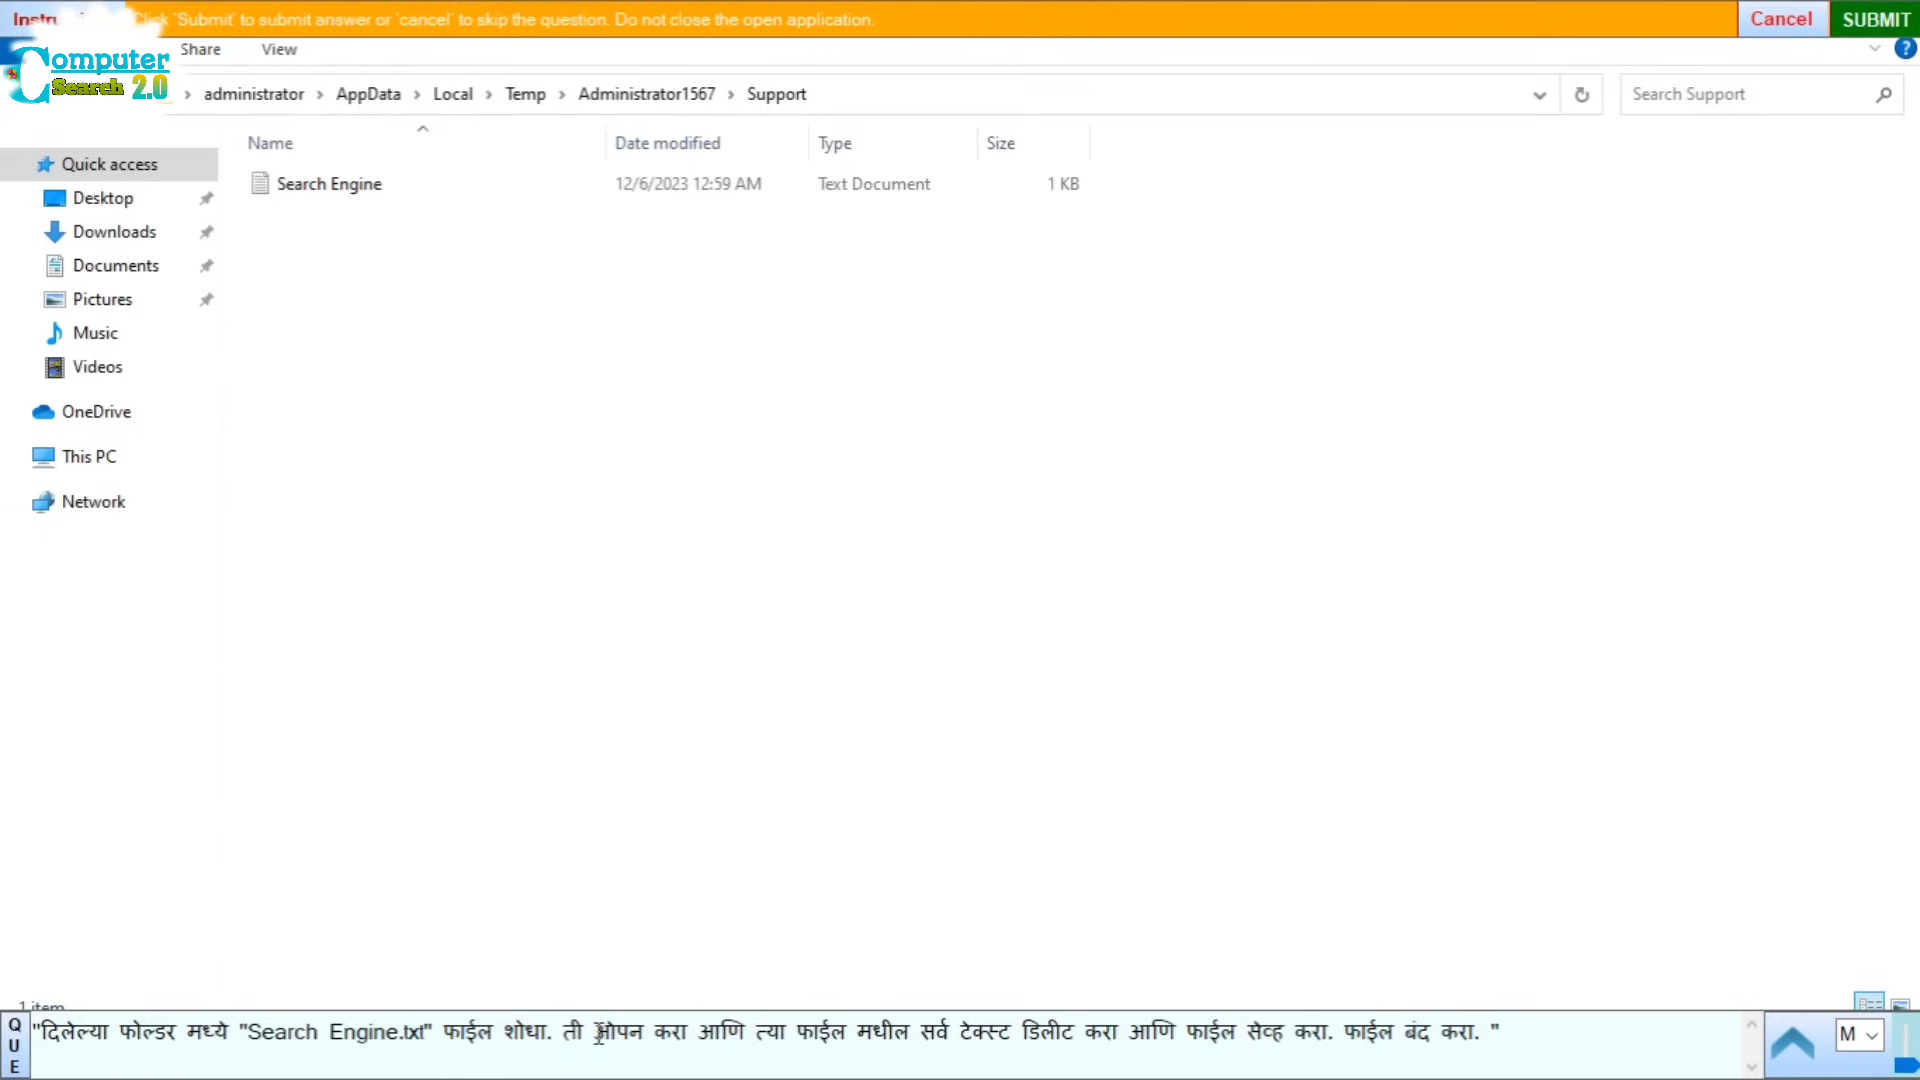 Click `Submit' to submit answer or `cancel' to skip the question. Do not close the open application.
Cancel
SUBMIT
Computer
Search 2.0
Share
View
administrator › AppData › Local › Temp › Administrator1567 › Support
Search Support
Name
Date modified
Type
Size
Search Engine
12/6/2023 12:59 AM
Text Document
1 KB
Quick access
Desktop
Downloads
Documents
Pictures
Music
Videos
OneDrive
This PC
Network
1 item
Q
U
E
"दिलेल्या फोल्डर मध्ये "Search Engine.txt" फाईल शोधा. ती ओपन करा आणि त्या फाईल मधील सर्व टेक्स्ट डिलीट करा आणि फाईल सेव्ह करा. फाईल बंद करा. "
M